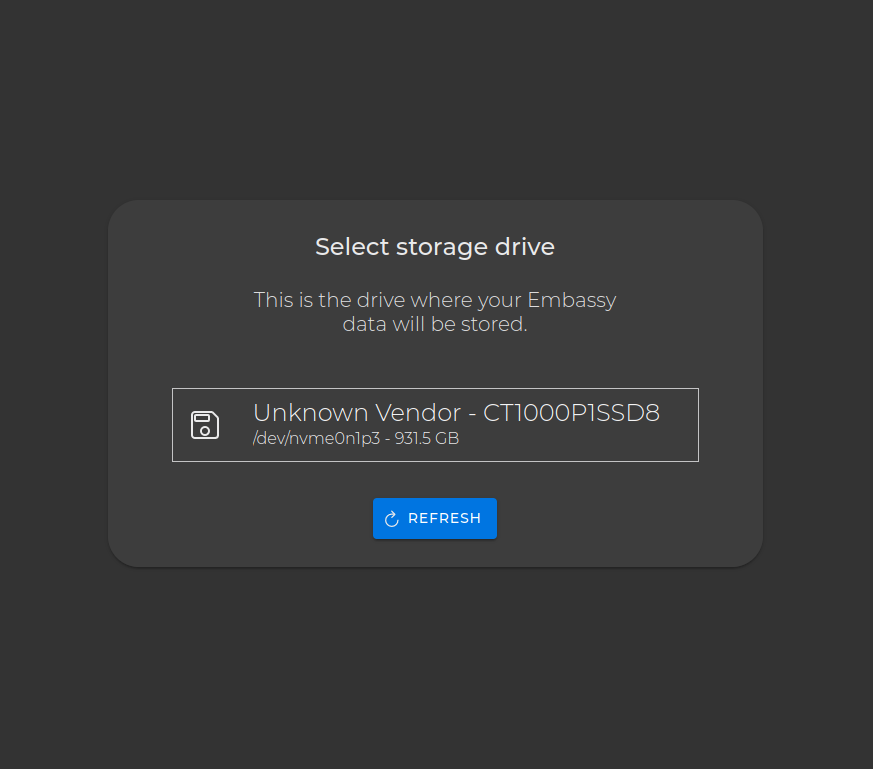 Select storage drive
This is the drive where your Embassy
data will be stored.
Unknown Vendor - CT1000P1SSD8
/dev/nvme0n1p3 - 931.5 GB
REFRESH